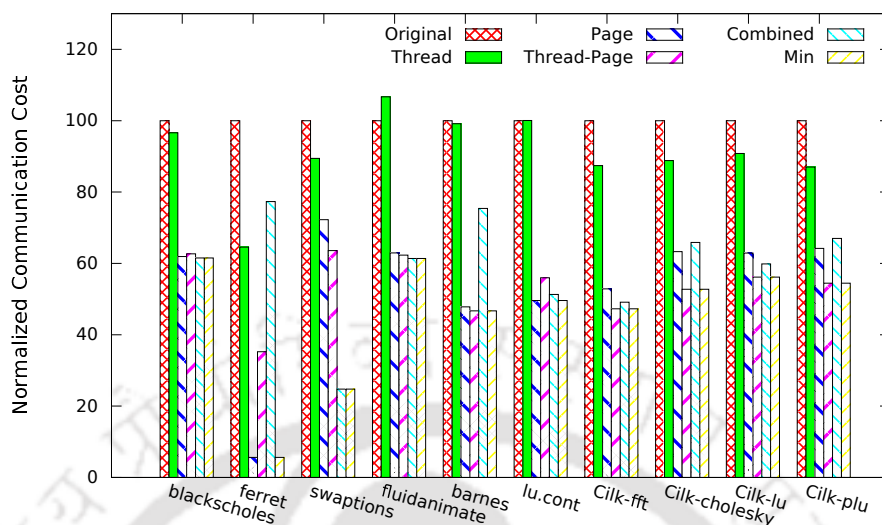 Normalized Communication Cost
120
100
80
60
40
20
0
Original
Thread
Page
Thread-Page
Combined
Min
blackscholes
ferret
swaptions
fluidanimate
barnes
lu.cont
Cilk-fft
Cilk-cholesky
Cilk-lu
Cilk-plu